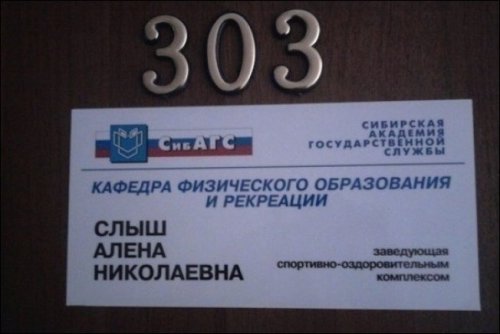 303
СибАГС
СИБИРСКАЯ
АКАДЕМИЯ
ГОСУДАРСТВЕННОЙ
СЛУЖБЫ
КАФЕДРА ФИЗИЧЕСКОГО ОБРАЗОВАНИЯ
И РЕКРЕАЦИИ
СЛЫШ
АЛЕНА
НИКОЛАЕВНА
заведующая
спортивно-оздоровительным
комплексом